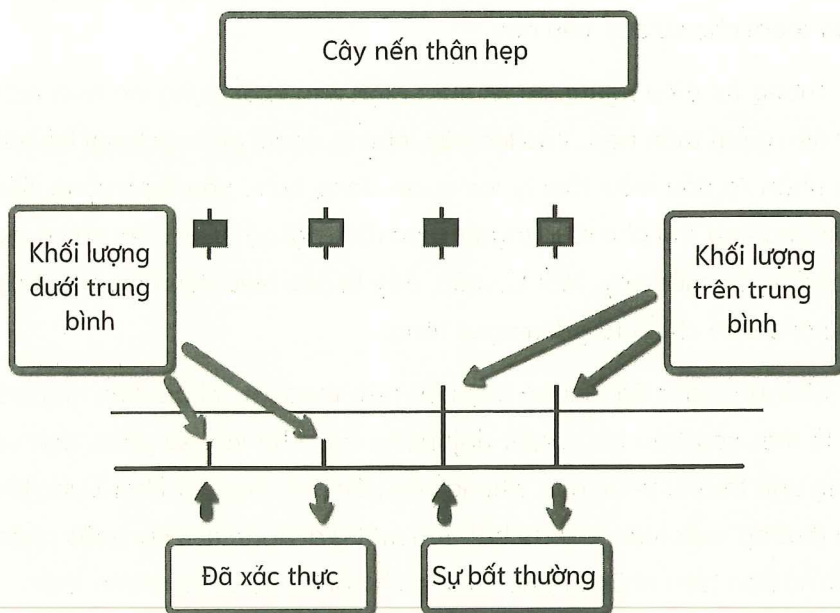 Cây nến thân hẹp
Khối lượng
dưới trung
bình
Khối lượng
trên trung
bình
Đã xác thực
Sự bất thường